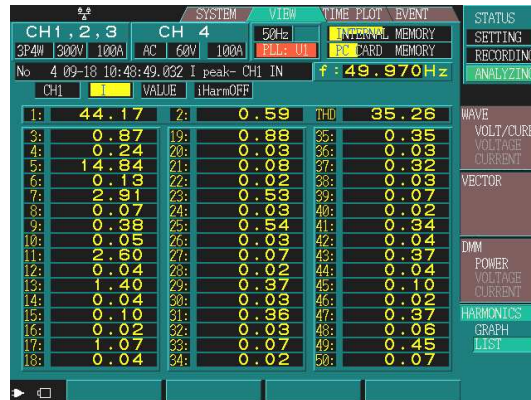 SYSTEM VIEW TIME PLOT EVENT
CH1,2,3 CH 4 50Hz INTERNAL MEMORY
3P4W 300V 100A AC 60V 100A PLL: U1 PC CARD MEMORY
No 4 09-18 10:48:49.032 I peak- CH1 IN f:49.970Hz
CH1 I VALUE iHarmOFF
1: 44.17 2: 0.59 THD 35.26
3: 0.87 19: 0.88 35: 0.35
4: 0.24 20: 0.03 36: 0.03
5: 14.84 21: 0.08 37: 0.32
6: 0.13 22: 0.02 38: 0.03
7: 2.91 23: 0.53 39: 0.07
8: 0.07 24: 0.03 40: 0.02
9: 0.38 25: 0.54 41: 0.34
10: 0.05 26: 0.03 42: 0.04
11: 2.60 27: 0.07 43: 0.37
12: 0.04 28: 0.02 44: 0.04
13: 1.40 29: 0.37 45: 0.10
14: 0.04 30: 0.03 46: 0.02
15: 0.10 31: 0.36 47: 0.37
16: 0.02 32: 0.03 48: 0.06
17: 1.07 33: 0.07 49: 0.45
18: 0.04 34: 0.02 50: 0.07
STATUS
SETTING
RECORDING
ANALYZING
WAVE
VOLT/CURR
VOLTAGE
CURRENT
VECTOR
DMM
POWER
VOLTAGE
CURRENT
HARMONICS
GRAPH
LIST